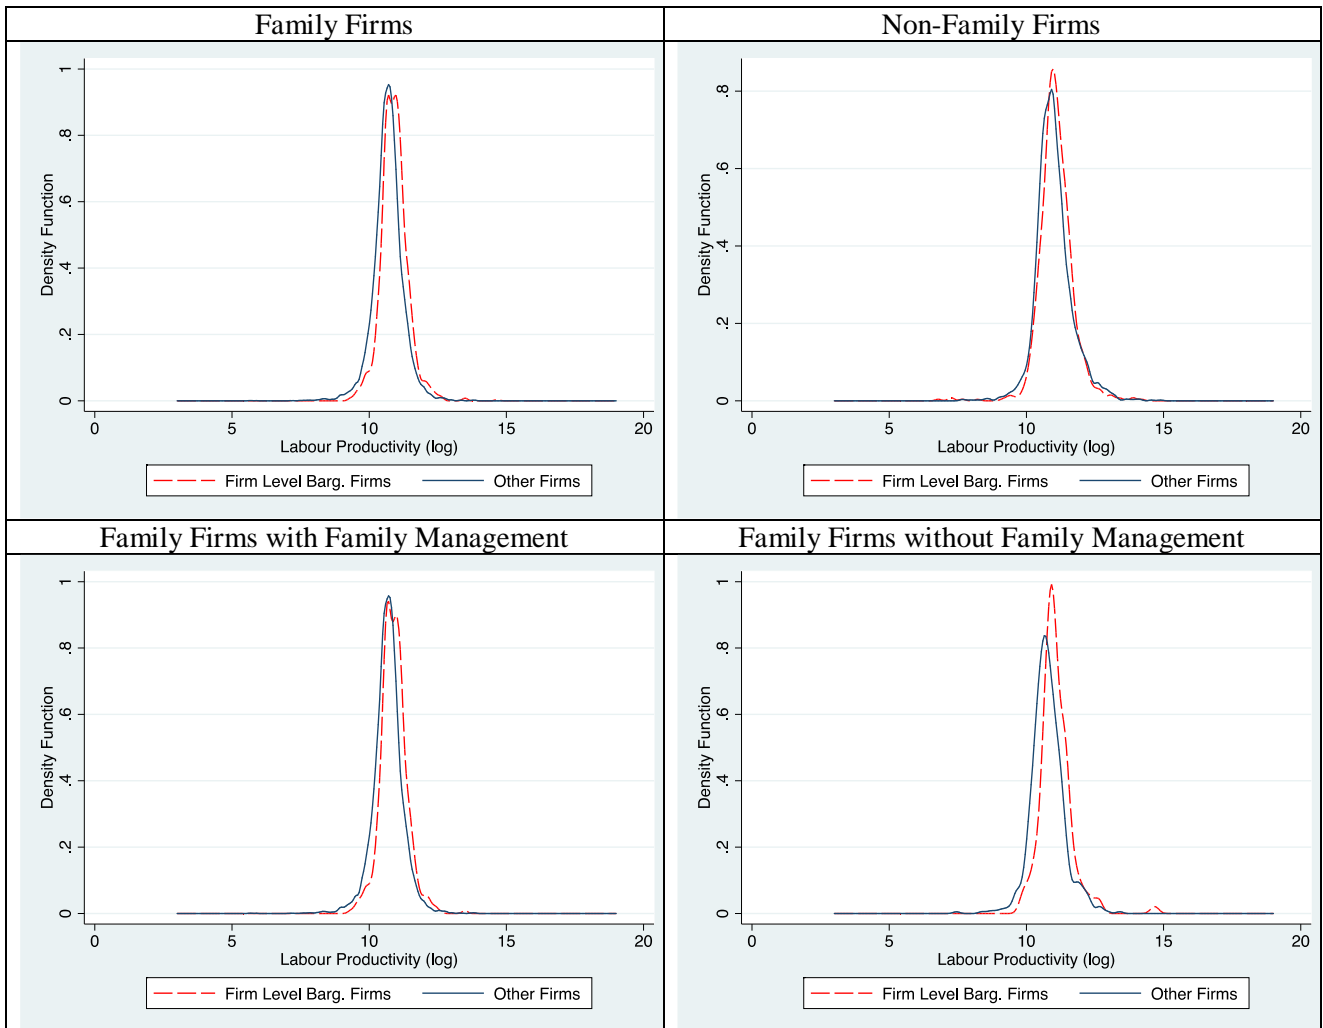 Family Firms
Non-Family Firms
1
.8
.6
.4
.2
0
Density Function
0 5 10 15 20
Labour Productivity (log)
Firm Level Barg. Firms Other Firms
.8
.6
.4
.2
0
Density Function
0 5 10 15 20
Labour Productivity (log)
Firm Level Barg. Firms Other Firms
Family Firms with Family Management
Family Firms without Family Management
1
.8
.6
.4
.2
0
Density Function
0 5 10 15 20
Labour Productivity (log)
Firm Level Barg. Firms Other Firms
1
.8
.6
.4
.2
0
Density Function
0 5 10 15 20
Labour Productivity (log)
Firm Level Barg. Firms Other Firms